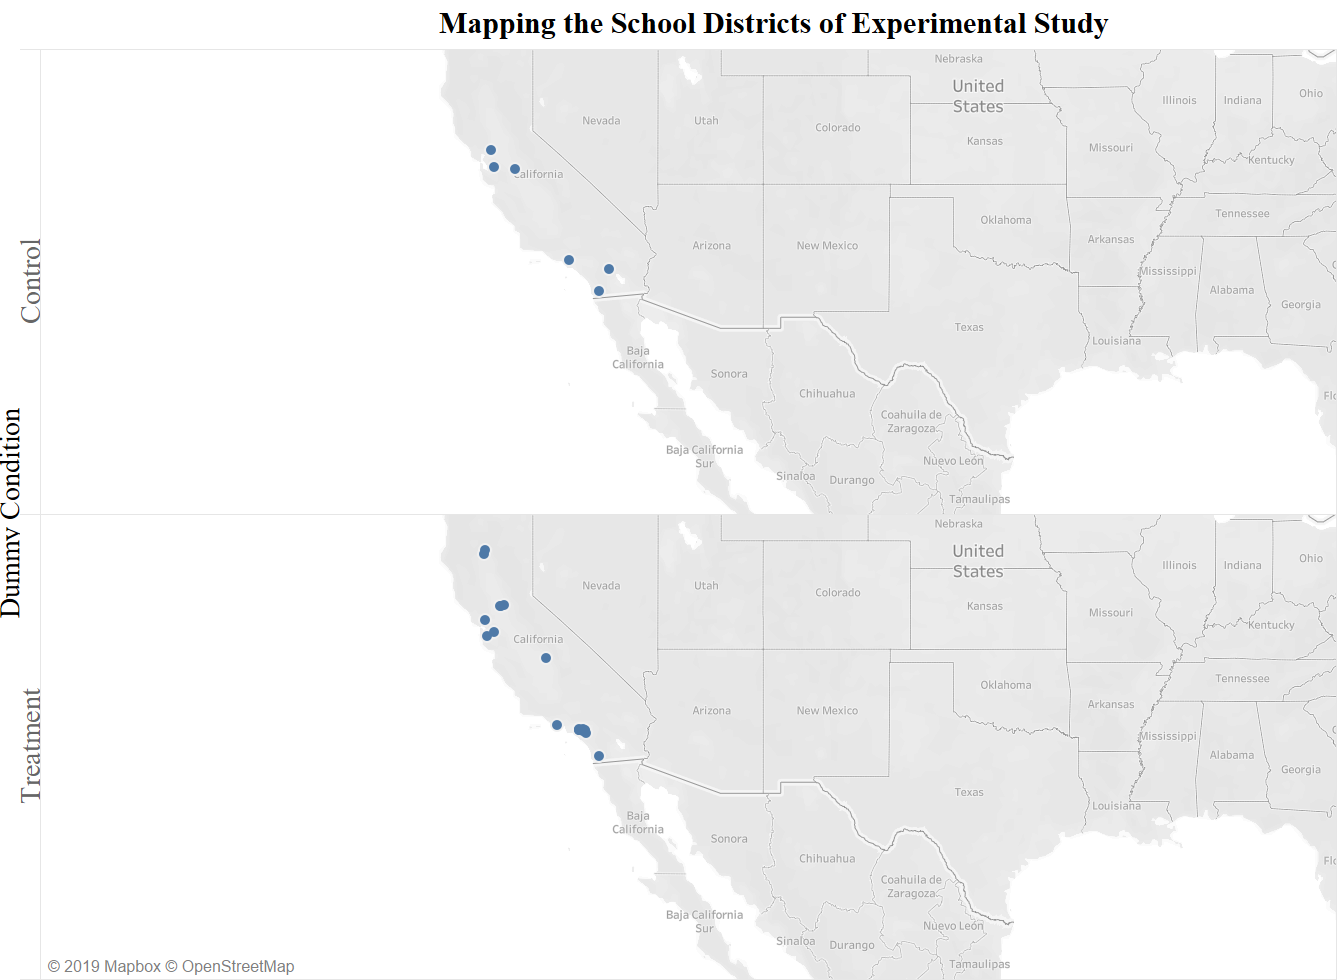 Mapping the School Districts of Experimental Study
Dummy Condition
Control
Nebraska
United
States
Illinois
Indiana
Ohio
Nevada
Utah
Colorado
Kansas
Missouri
Kentucky
California
Oklahoma
Tennessee
Arizona
New Mexico
Arkansas
Mississippi
Alabama
Georgia
Texas
Louisiana
Baja
California
Sonora
Chihuahua
Coahuila de
Zaragoza
Baja California
Sur
Sinaloa
Durango
Nuevo León
Tamaulipas
Treatment
Nebraska
United
States
Illinois
Indiana
Ohio
Nevada
Utah
Colorado
Kansas
Missouri
Kentucky
California
Oklahoma
Tennessee
Arizona
New Mexico
Arkansas
Mississippi
Alabama
Georgia
Texas
Louisiana
Baja
California
Sonora
Chihuahua
Coahuila de
Zaragoza
Baja California
Sur
Sinaloa
Durango
Nuevo León
Tamaulipas
© 2019 Mapbox © OpenStreetMap